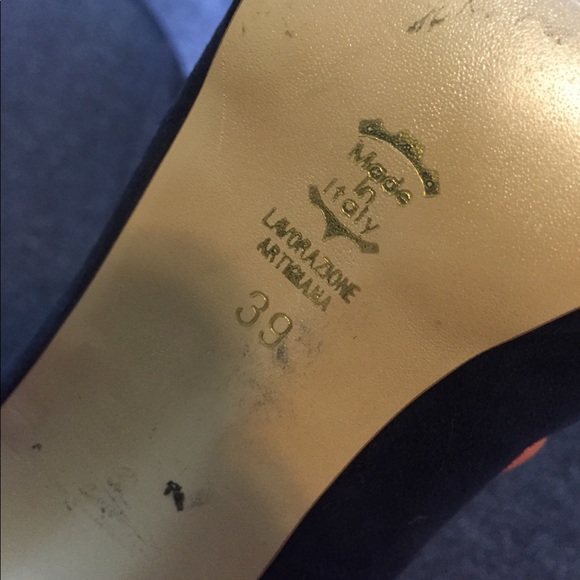 Made
in
Italy
LAVORAZIONE
ARTIGIANA
39